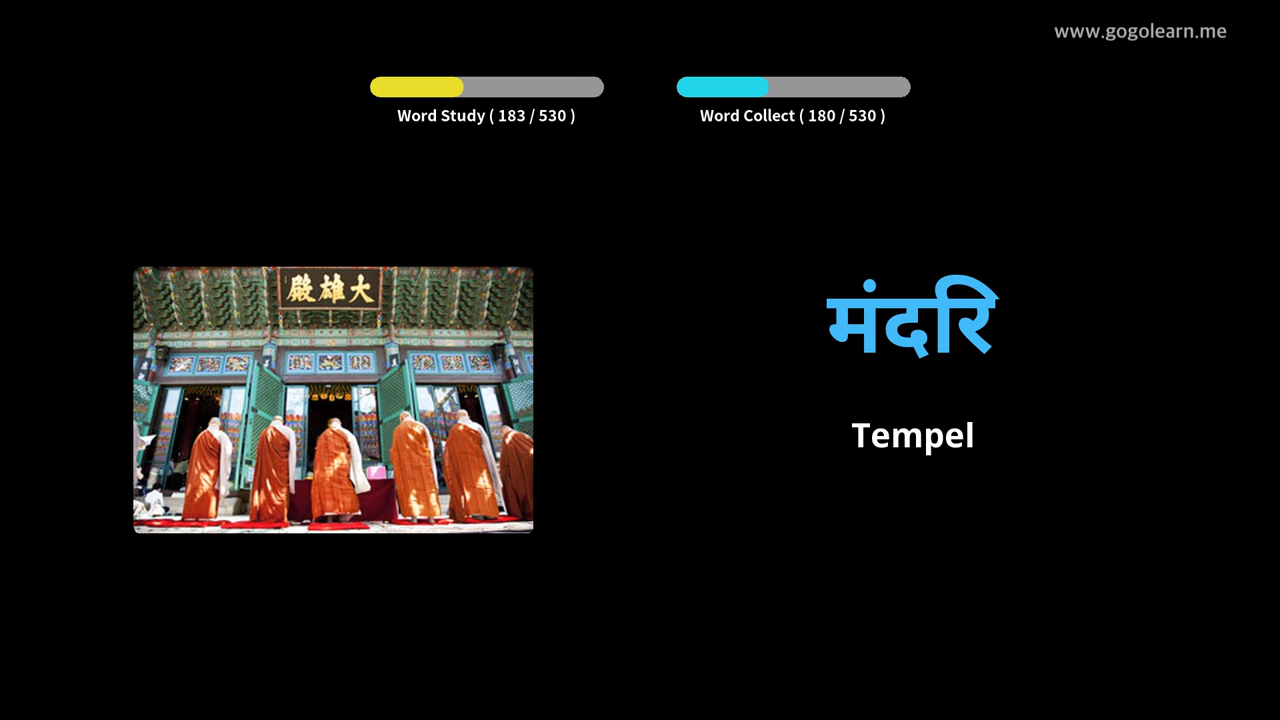 www.gogolearn.me
Word Study ( 183 / 530 )
Word Collect ( 180 / 530 )
大雄殿
मंदरि
Tempel